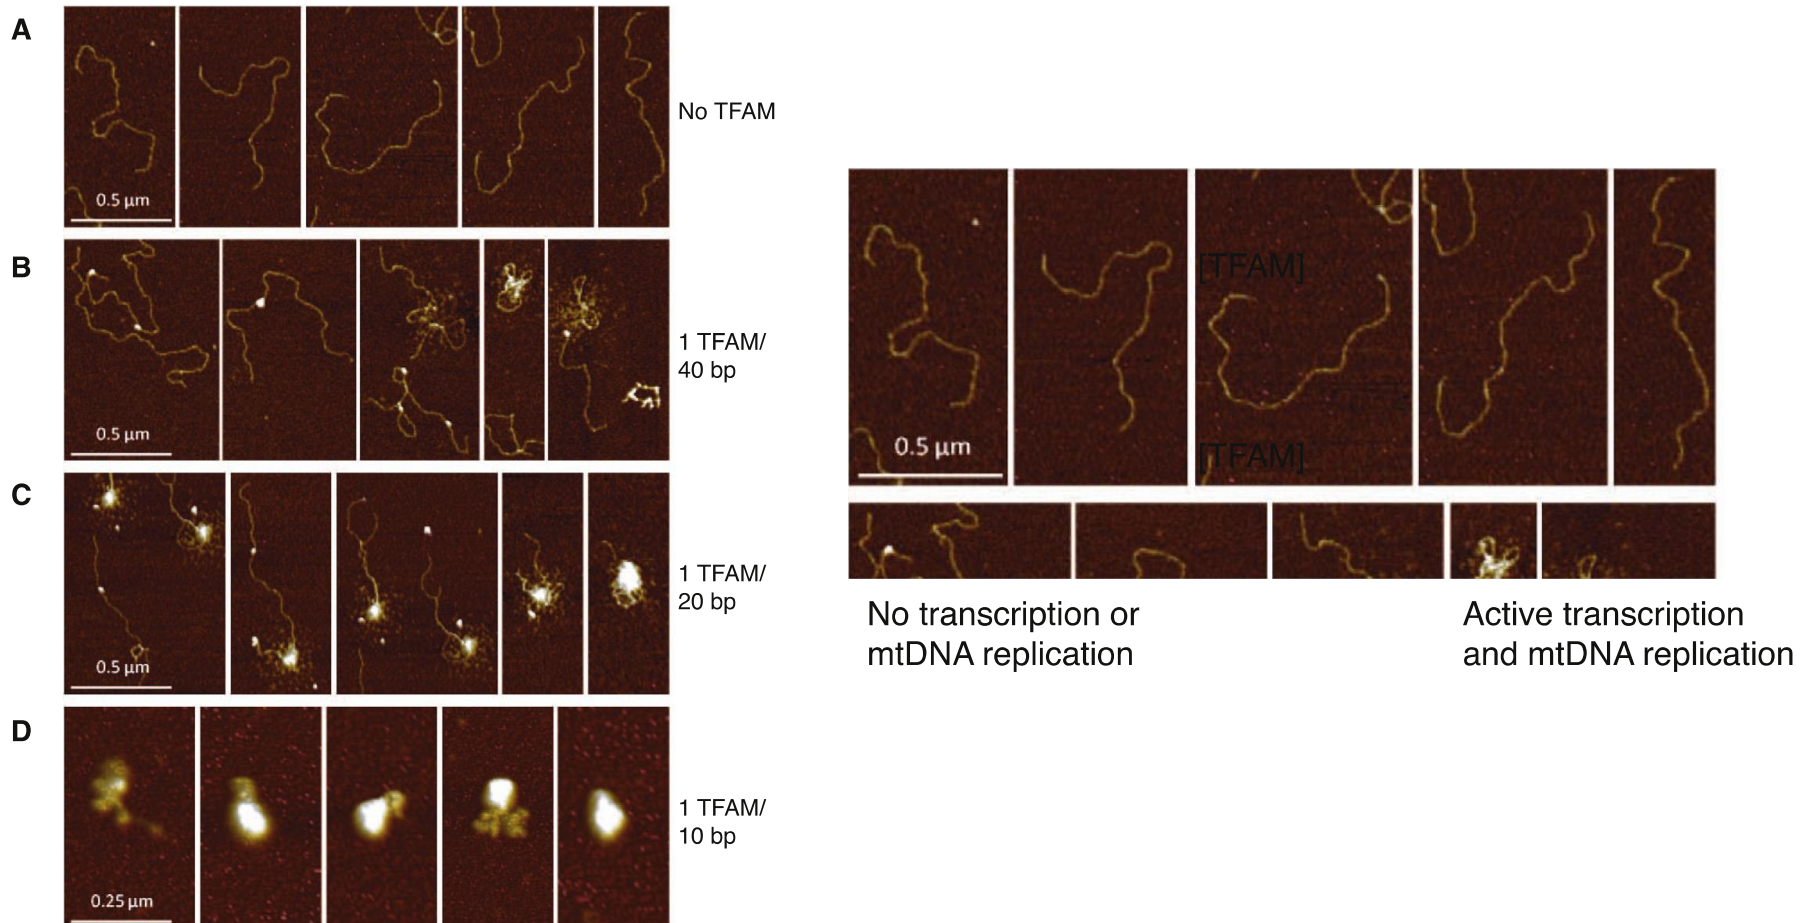 A
0.5 µm
No TFAM
B
0.5 µm
1 TFAM/
40 bp
C
0.5 µm
1 TFAM/
20 bp
D
0.25 µm
1 TFAM/
10 bp
[TFAM]
[TFAM]
0.5 µm
No transcription or
mtDNA replication
Active transcription
and mtDNA replication